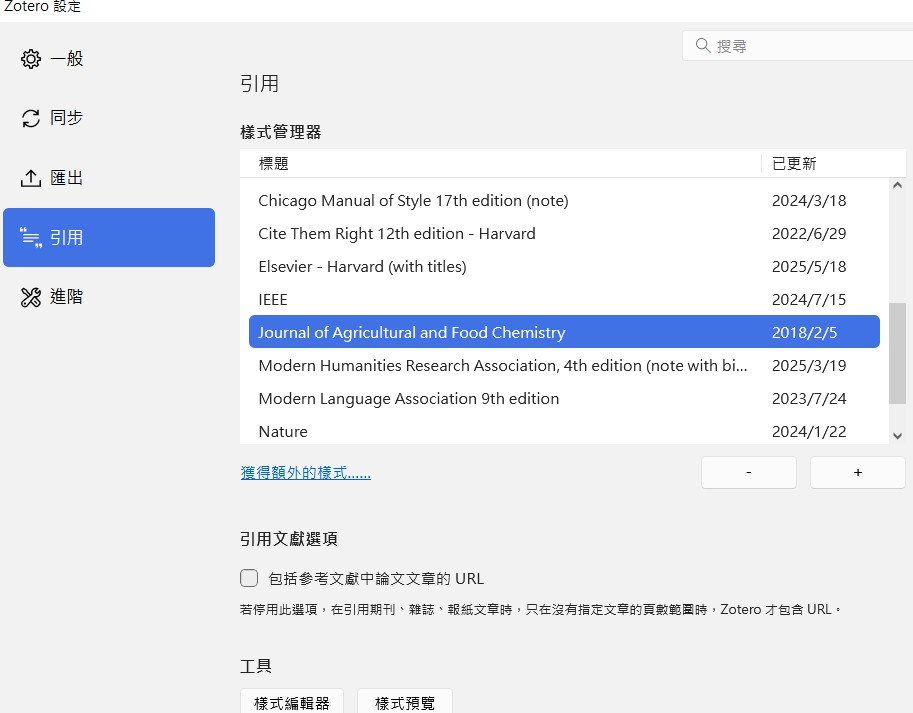 Zotero 設定
搜尋
一般
同步
匯出
引用
進階
引用
樣式管理器
標題 已更新
Chicago Manual of Style 17th edition (note) 2024/3/18
Cite Them Right 12th edition - Harvard 2022/6/29
Elsevier - Harvard (with titles) 2025/5/18
IEEE 2024/7/15
Journal of Agricultural and Food Chemistry 2018/2/5
Modern Humanities Research Association, 4th edition (note with bi... 2025/3/19
Modern Language Association 9th edition 2023/7/24
Nature 2024/1/22
獲得額外的樣式...... - +
引用文獻選項
包括參考文獻中論文文章的 URL
若停用此選項，在引用期刊、雜誌、報紙文章時，只在沒有指定文章的頁數範圍時，Zotero 才包含 URL。
工具
樣式編輯器 樣式預覽